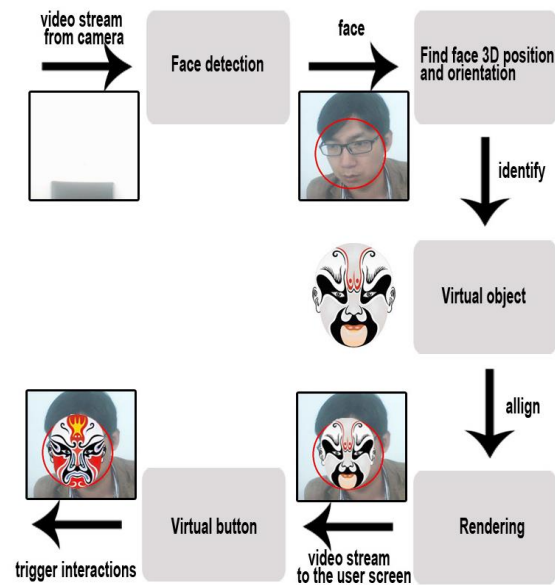 video stream
from camera
Face detection
face
Find face 3D position
and orientation
identify
Virtual object
allign
Rendering
video stream
to the user screen
Virtual button
trigger interactions